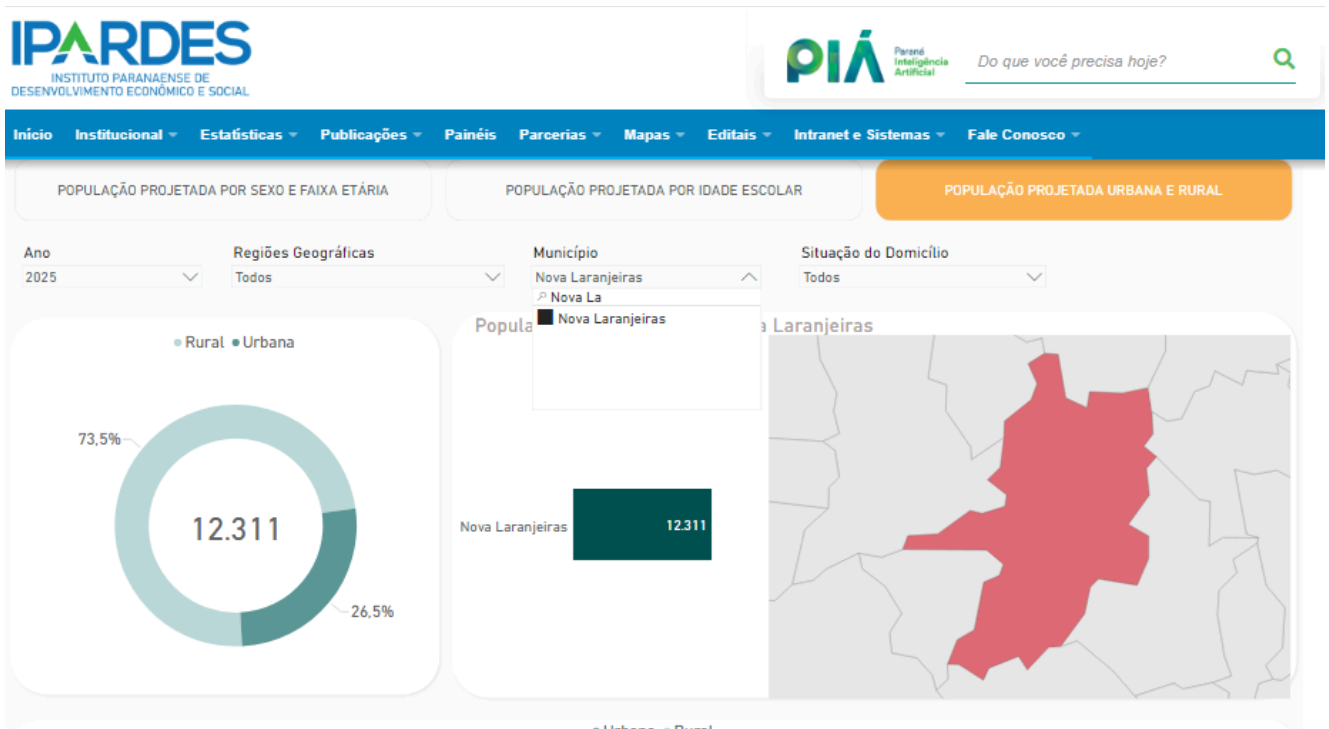 IPARDES
INSTITUTO PARANAENSE DE
DESENVOLVIMENTO ECONÔMICO E SOCIAL
PIÁ
Paraná
Inteligência
Artificial
Do que você precisa hoje?
Início Institucional Estatísticas Publicações Painéis Parcerias Mapas Editais Intranet e Sistemas Fale Conosco
POPULAÇÃO PROJETADA POR SEXO E FAIXA ETÁRIA
POPULAÇÃO PROJETADA POR IDADE ESCOLAR
POPULAÇÃO PROJETADA URBANA E RURAL
Ano
2025
Regiões Geográficas
Todos
Município
Nova Laranjeiras
Nova La
Nova Laranjeiras
Situação do Domicílio
Todos
Rural Urbana
73,5%
12.311
26,5%
Popula
a Laranjeiras
Nova Laranjeiras 12.311